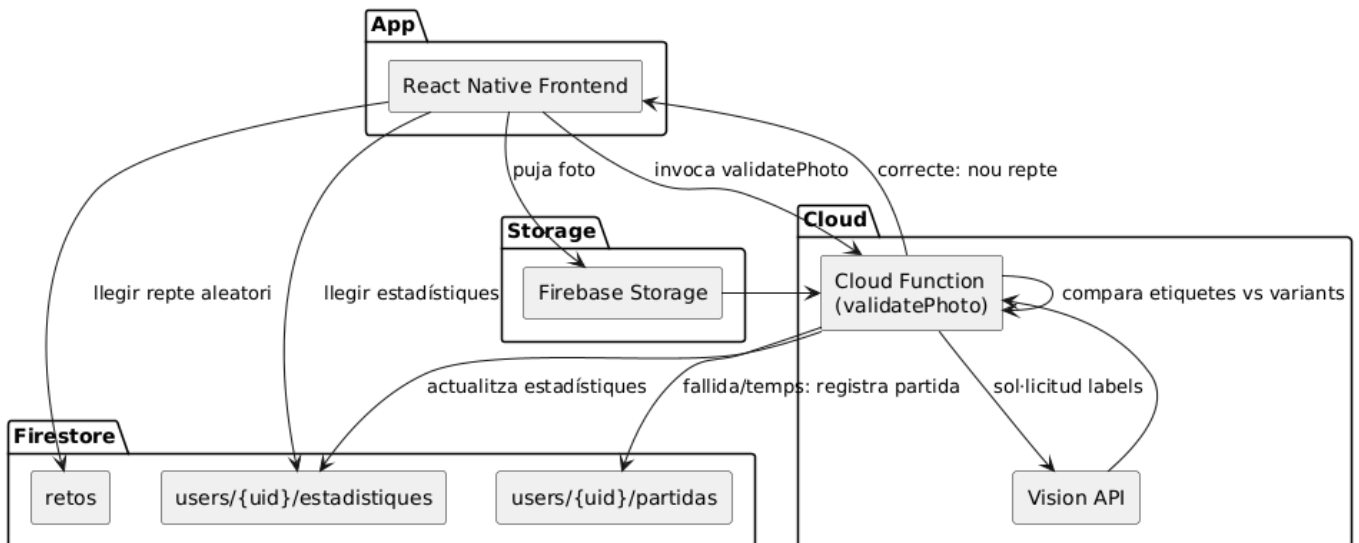 App
React Native Frontend
puja foto
invoca validatePhoto
correcte: nou repte
Storage
Cloud
Firebase Storage
Cloud Function
(validatePhoto)
llegir repte aleatori
llegir estadístiques
compara etiquetes vs variants
actualitza estadístiques
fallida/temps: registra partida
sol·licitud labels
Firestore
retos
users/{uid}/estadistiques
users/{uid}/partidas
Vision API